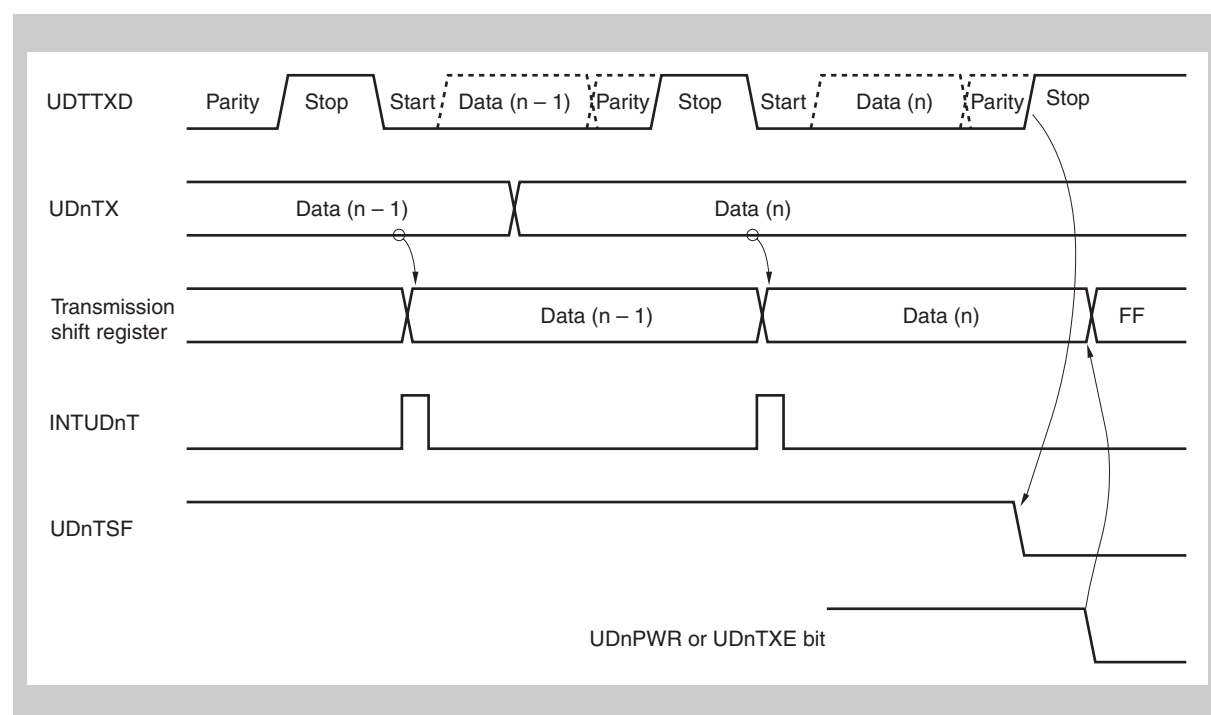 UDTTXD Parity Stop Start Data (n – 1) Parity Stop Start Data (n) Parity Stop
UDnTX Data (n – 1) Data (n)
Transmission
shift register Data (n – 1) Data (n) FF
INTUDnT
UDnTSF
UDnPWR or UDnTXE bit